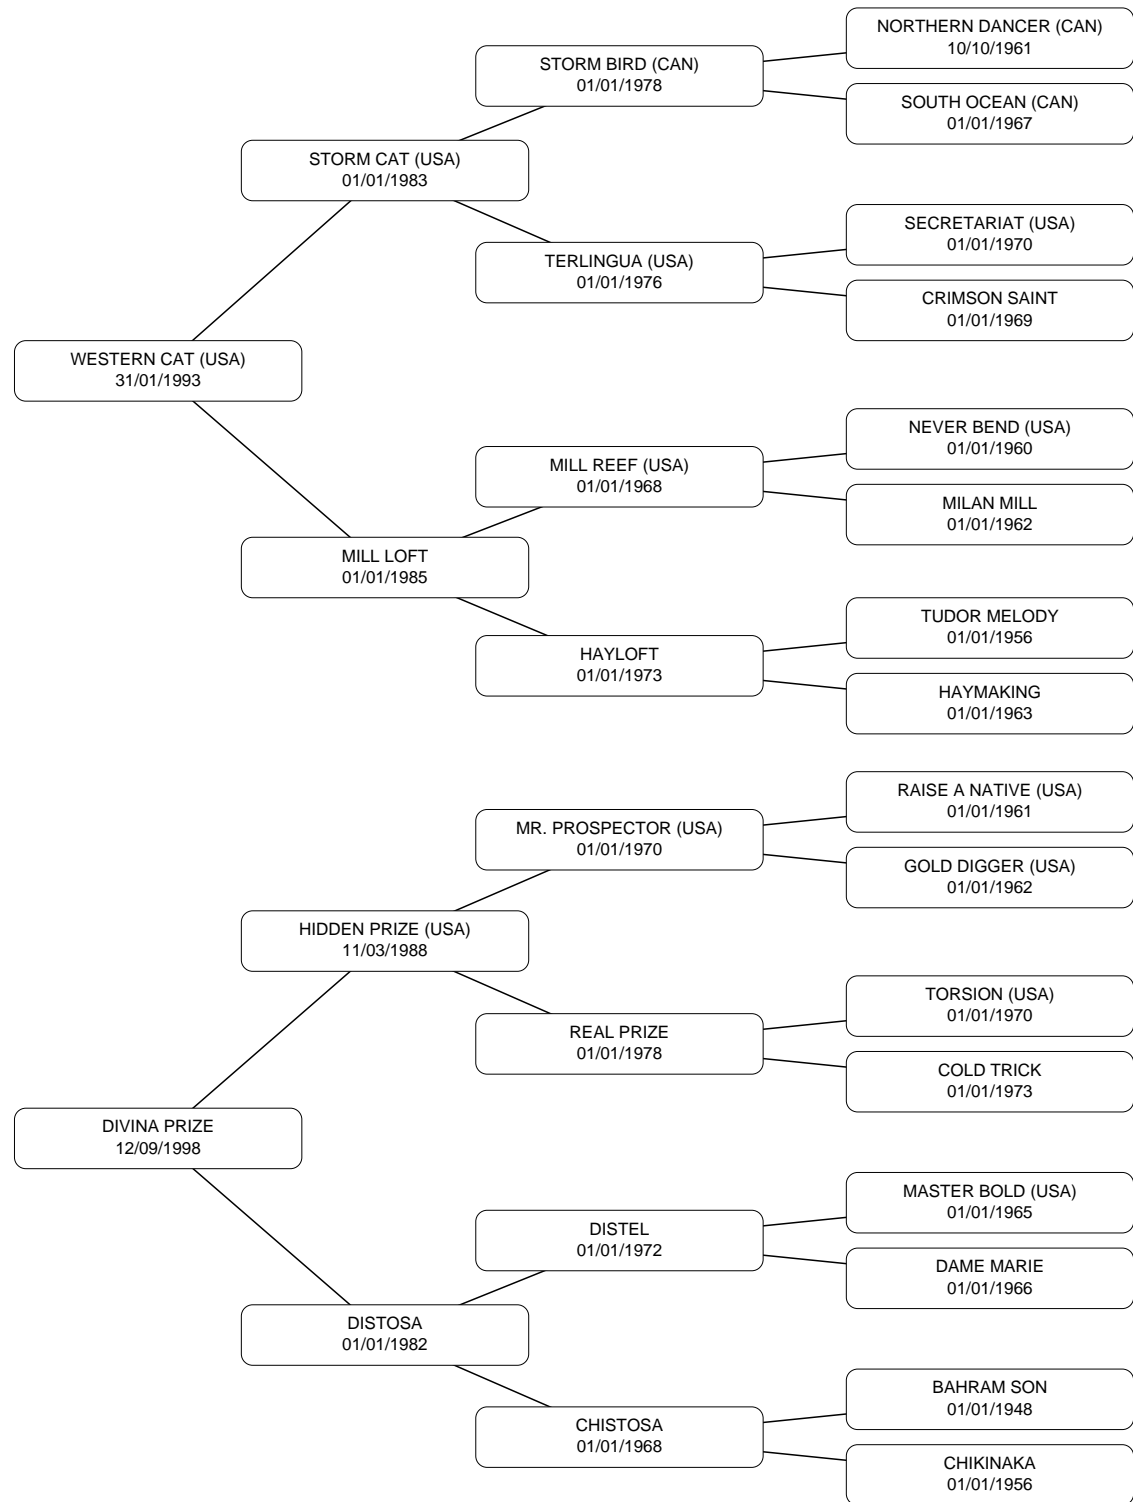 NORTHERN DANCER (CAN)
10/10/1961
STORM BIRD (CAN)
01/01/1978
SOUTH OCEAN (CAN)
01/01/1967
STORM CAT (USA)
01/01/1983
SECRETARIAT (USA)
01/01/1970
TERLINGUA (USA)
01/01/1976
CRIMSON SAINT
01/01/1969
WESTERN CAT (USA)
31/01/1993
NEVER BEND (USA)
01/01/1960
MILL REEF (USA)
01/01/1968
MILAN MILL
01/01/1962
MILL LOFT
01/01/1985
TUDOR MELODY
01/01/1956
HAYLOFT
01/01/1973
HAYMAKING
01/01/1963
RAISE A NATIVE (USA)
01/01/1961
MR. PROSPECTOR (USA)
01/01/1970
GOLD DIGGER (USA)
01/01/1962
HIDDEN PRIZE (USA)
11/03/1988
TORSION (USA)
01/01/1970
REAL PRIZE
01/01/1978
COLD TRICK
01/01/1973
DIVINA PRIZE
12/09/1998
MASTER BOLD (USA)
01/01/1965
DISTEL
01/01/1972
DAME MARIE
01/01/1966
DISTOSA
01/01/1982
BAHRAM SON
01/01/1948
CHISTOSA
01/01/1968
CHIKINAKA
01/01/1956